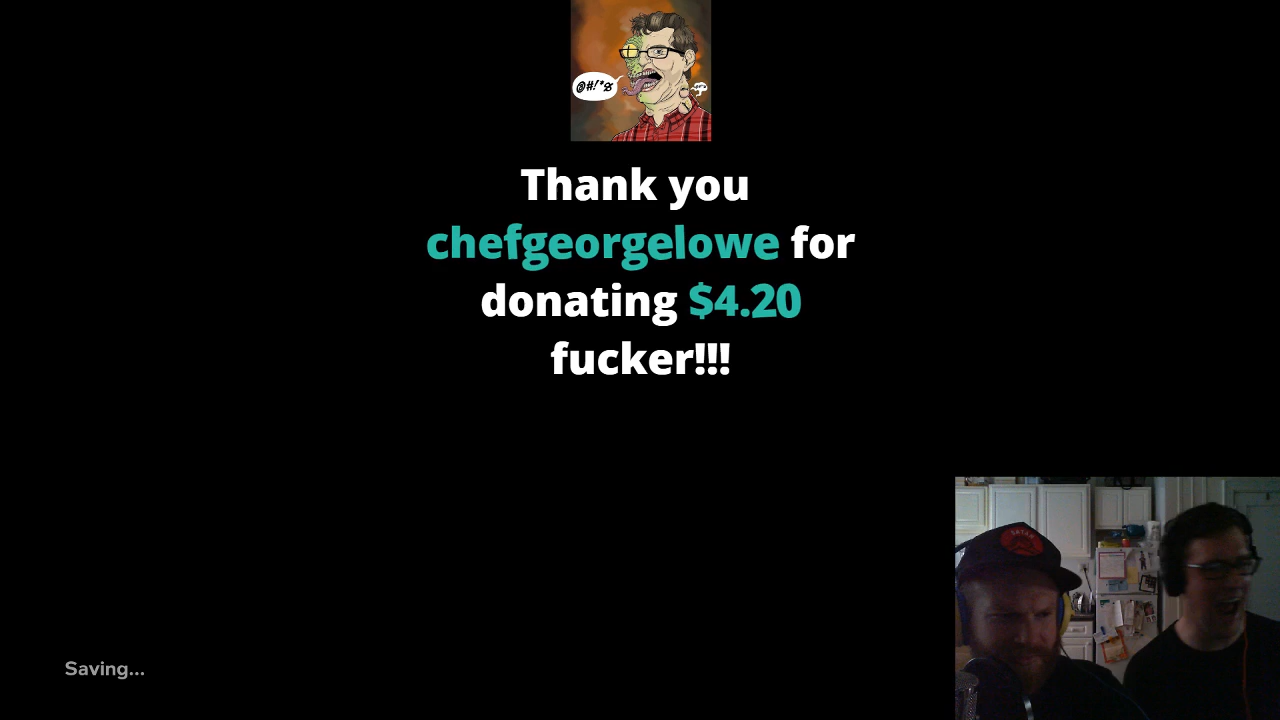 @#!*&
Thank you
chefgeorgelowe for
donating $4.20
fucker!!!
Saving...